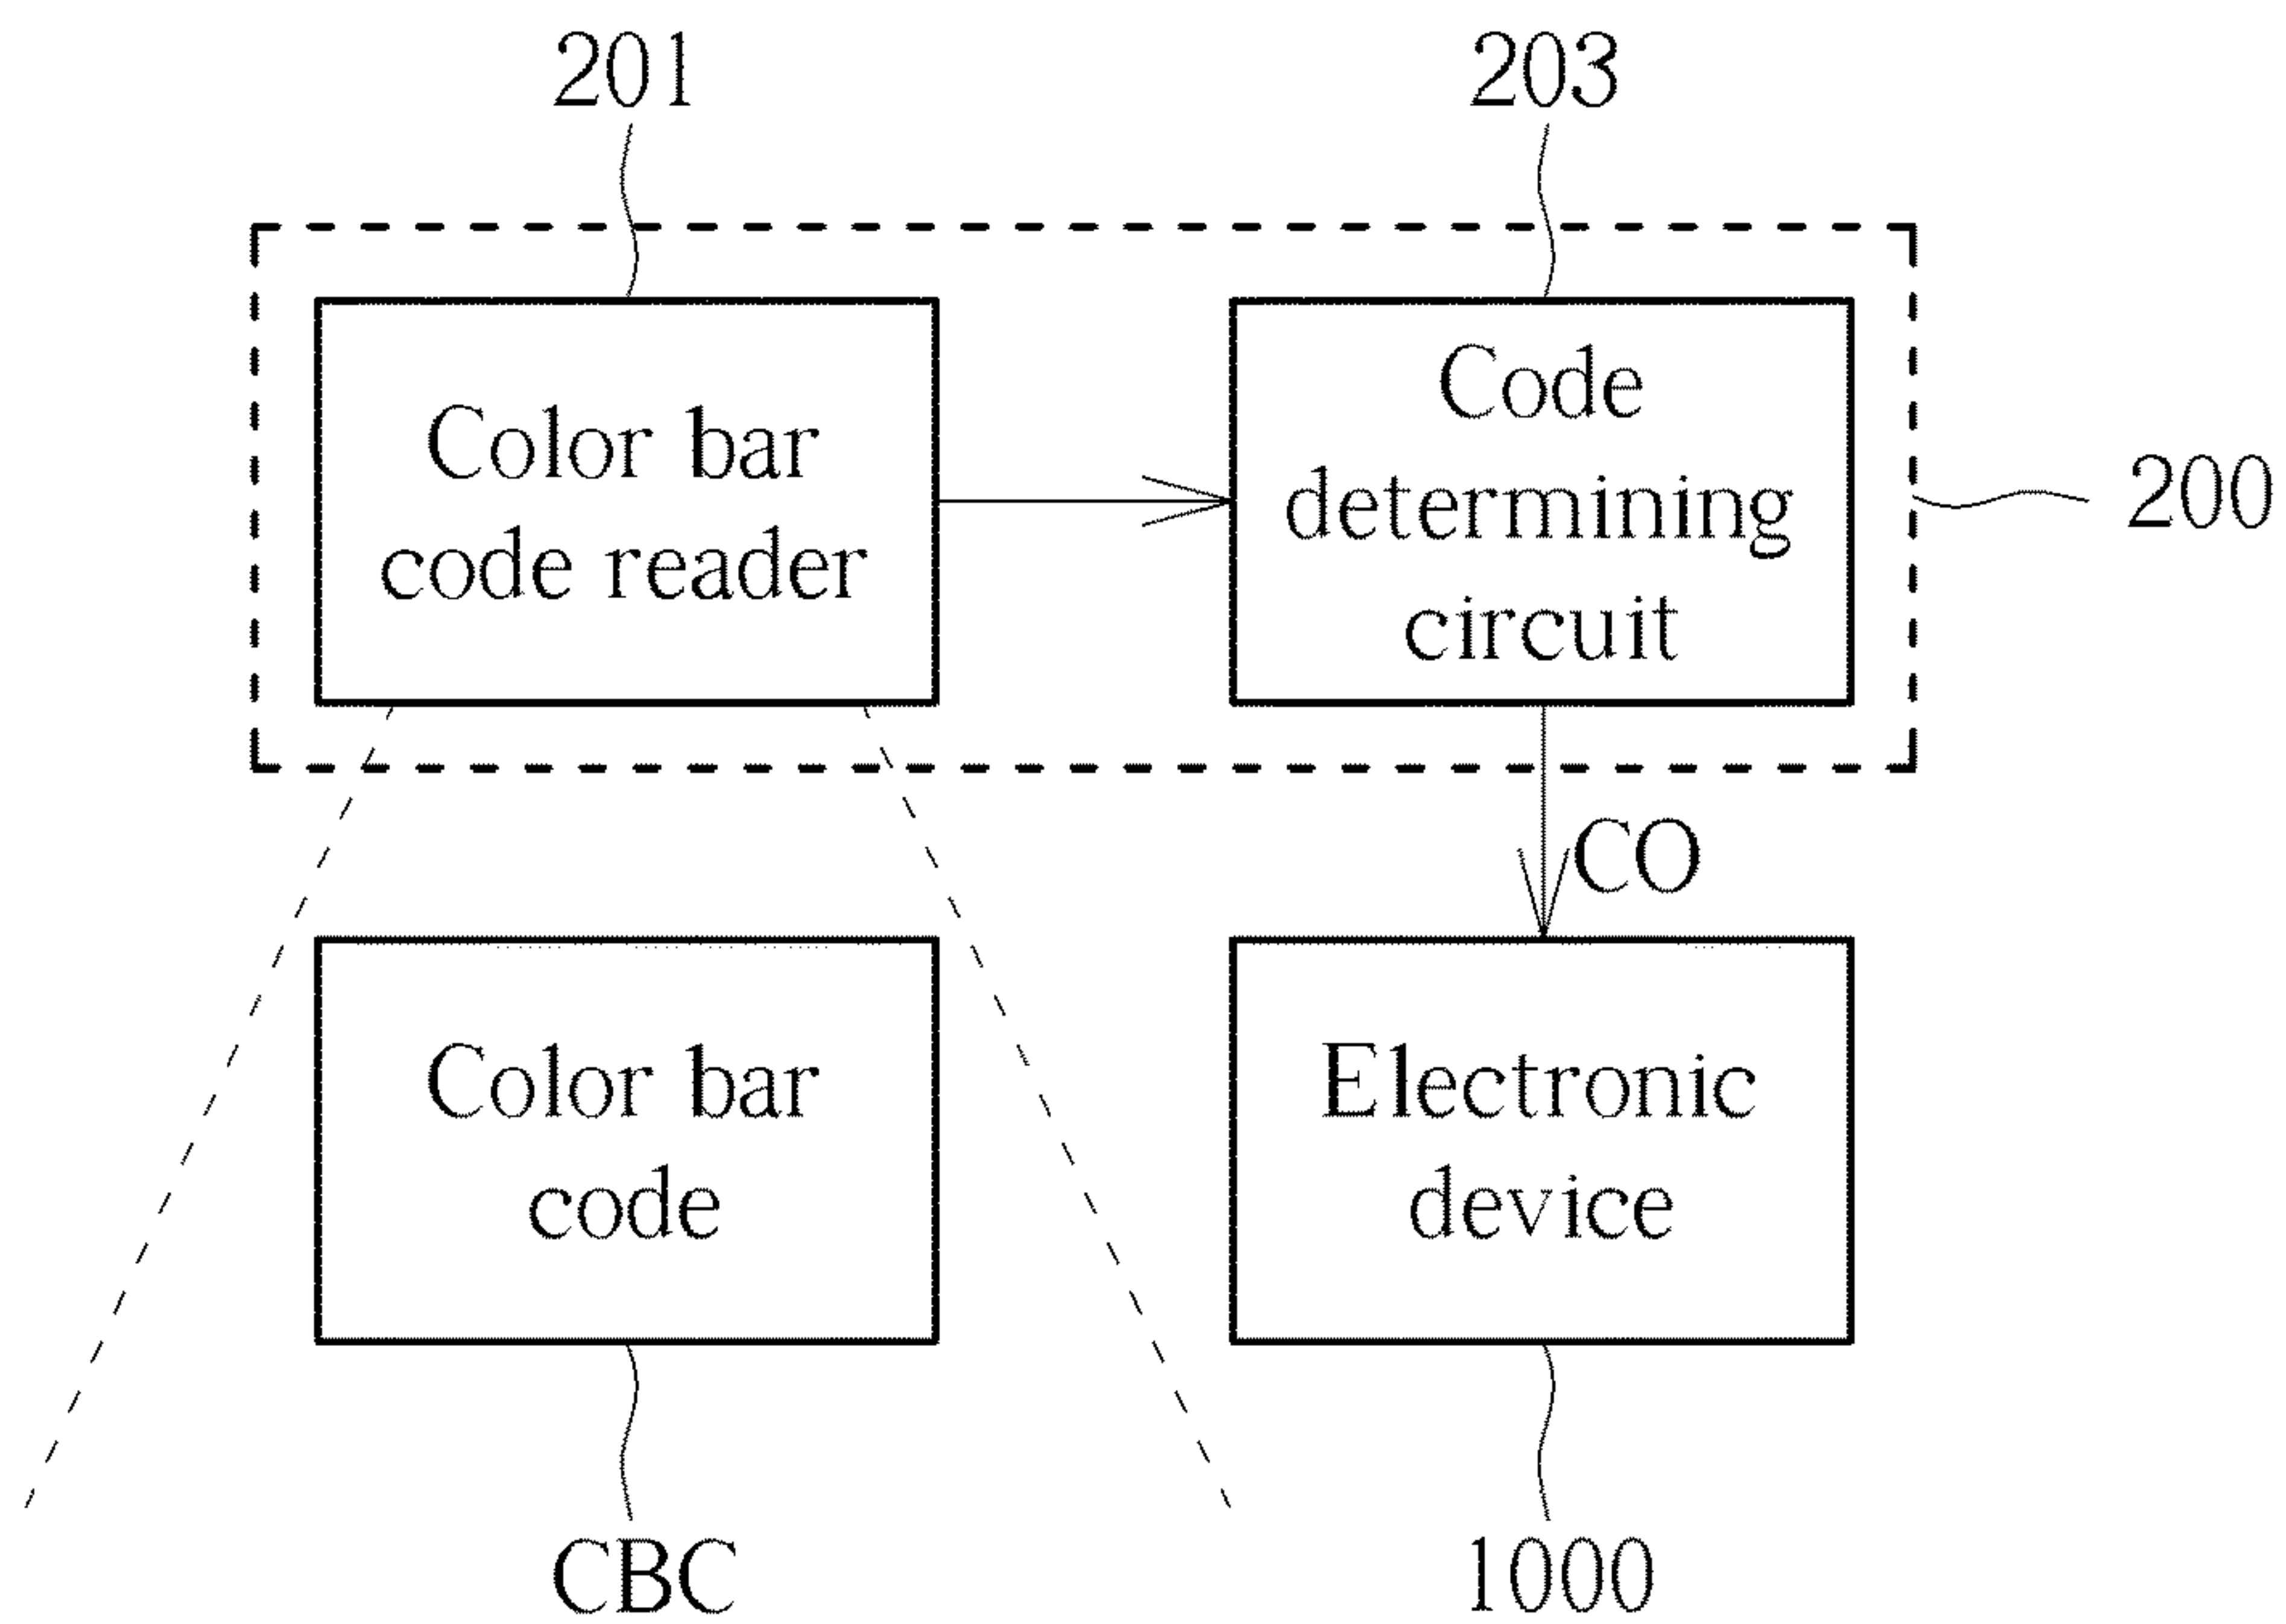 201
203
Color bar
code reader
Code
determining
circuit
200
CO
Color bar
code
Electronic
device
CBC
1000